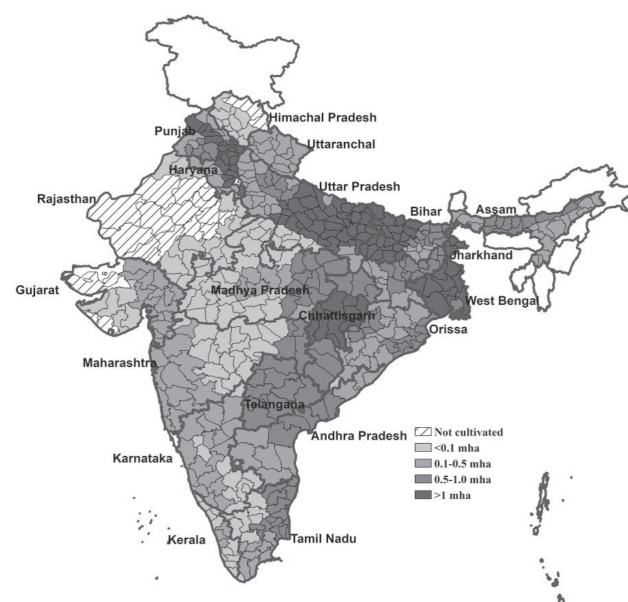 Himachal Pradesh
Punjab
Uttaranchal
Haryana
Uttar Pradesh
Rajasthan
Bihar
Assam
Jharkhand
Gujarat
Madhya Pradesh
West Bengal
Chhattisgarh
Orissa
Maharashtra
Telangana
Andhra Pradesh
Karnataka
Kerala
Tamil Nadu
Not cultivated
<0.1 mha
0.1-0.5 mha
0.5-1.0 mha
>1 mha